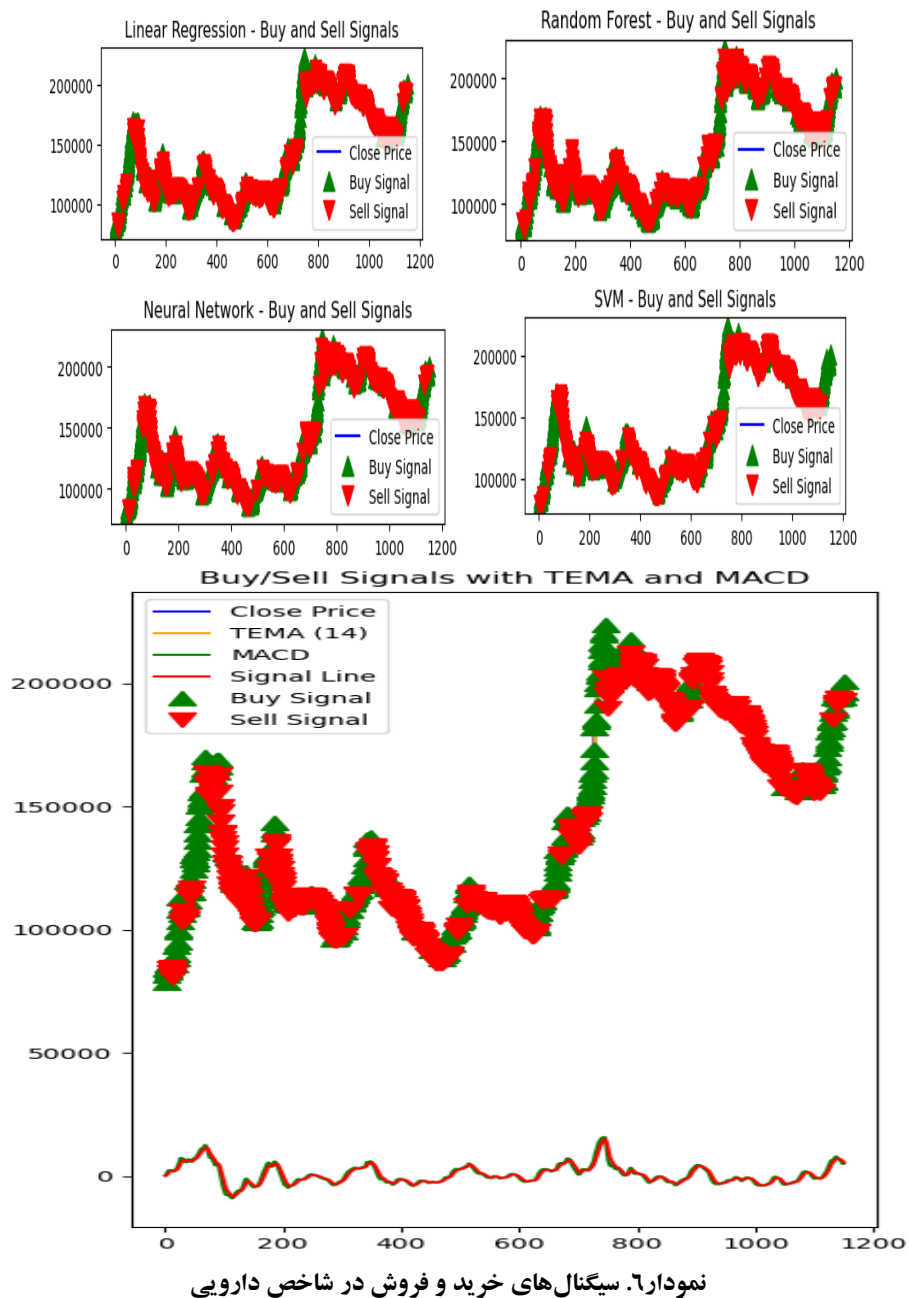 Linear Regression - Buy and Sell Signals
200000
150000
100000
0 200 400 600 800 1000 1200
Close Price
Buy Signal
Sell Signal
Random Forest - Buy and Sell Signals
200000
150000
100000
0 200 400 600 800 1000 1200
Close Price
Buy Signal
Sell Signal
Neural Network - Buy and Sell Signals
200000
150000
100000
0 200 400 600 800 1000 1200
Close Price
Buy Signal
Sell Signal
SVM - Buy and Sell Signals
200000
150000
100000
0 200 400 600 800 1000 1200
Close Price
Buy Signal
Sell Signal
Buy/Sell Signals with TEMA and MACD
Close Price
TEMA (14)
MACD
Signal Line
Buy Signal
Sell Signal
200000
150000
100000
50000
0
0 200 400 600 800 1000 1200
نمودار٦. سیگنال‌های خرید و فروش در شاخص دارویی